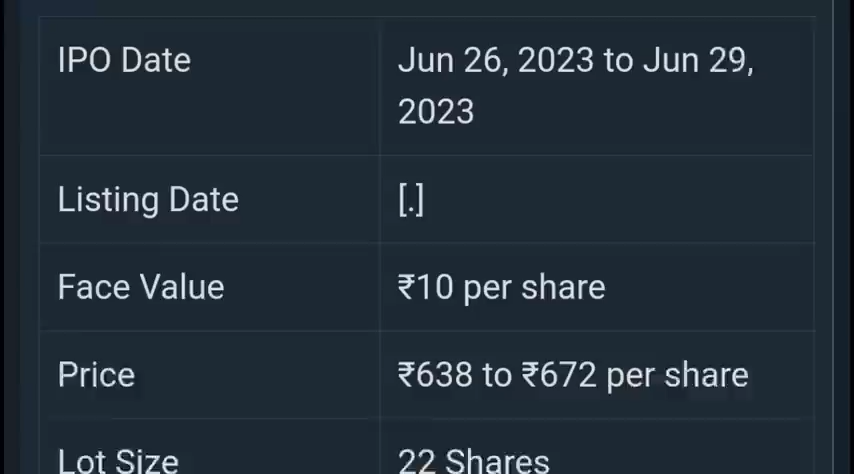 IPO Date
Jun 26, 2023 to Jun 29,
2023
Listing Date
[.]
Face Value
₹10 per share
Price
₹638 to ₹672 per share
Lot Size
22 Shares